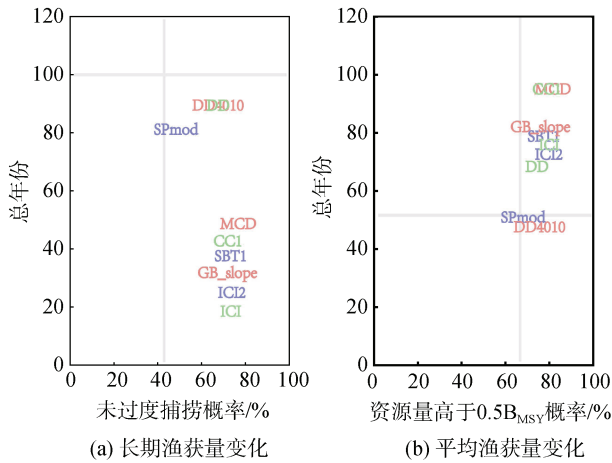 120
100
80
60
40
20
0
总年份
DD4010
DD
SPmod
MCD
CC1
SBT1
GB_slope
ICI2
ICI
0 20 40 60 80 100
未过度捕捞概率/%
(a) 长期渔获量变化
120
100
80
60
40
20
0
总年份
CC1
MCD
GB_slope
SBT1
ICI
ICI2
DD
SPmod
DD4010
0 20 40 60 80 100
资源量高于0.5B_MSY概率/%
(b) 平均渔获量变化